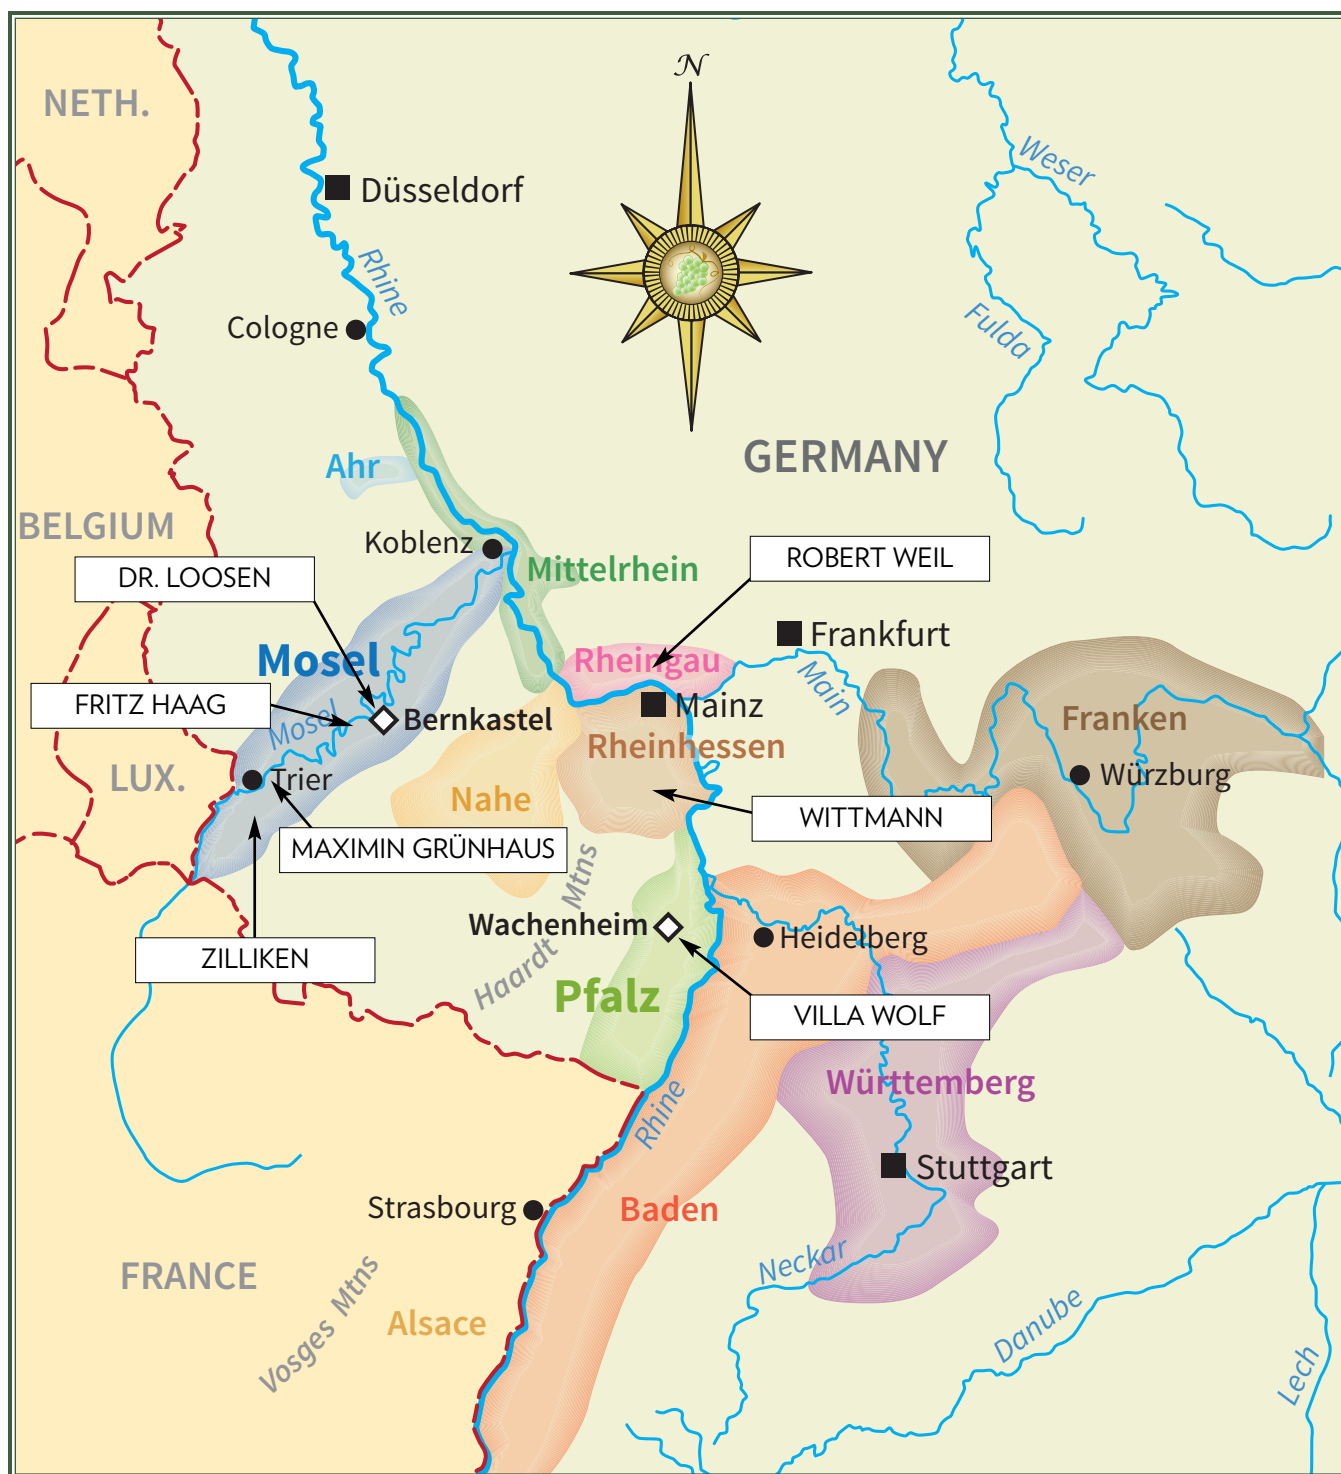 N
NETH.
Weser
Düsseldorf
Rhine
Fulda
Cologne
GERMANY
Ahr
BELGIUM
Koblenz
ROBERT WEIL
Mittelrhein
DR. LOOSEN
Frankfurt
Mosel
Rheingau
Main
FRITZ HAAG
Mosel
Bernkastel
Mainz
Franken
Rheinhessen
LUX.
Trier
Würzburg
Nahe
WITTMANN
MAXIMIN GRÜNHAUS
Haardt Mtns
Wachenheim
Heidelberg
ZILLIKEN
Pfalz
VILLA WOLF
Württemberg
Rhine
Stuttgart
Strasbourg
Baden
Neckar
FRANCE
Vosges Mtns
Alsace
Danube
Lech